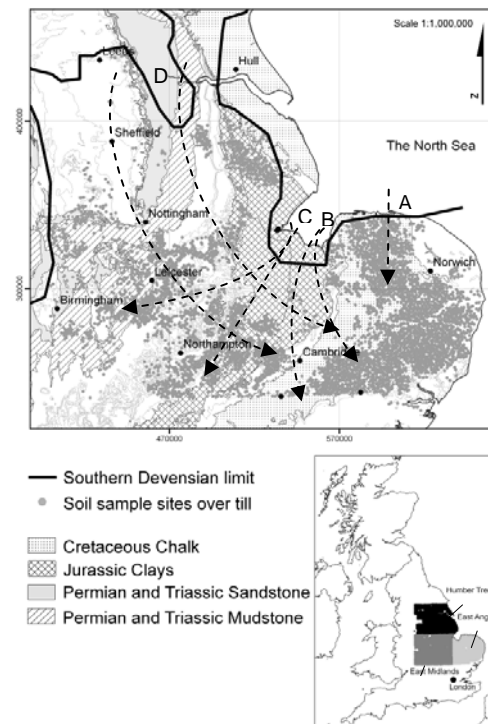 Scale 1:1,000,000
Leeds
Hull
D
z
400000
Sheffield
The North Sea
A
C
B
Nottingham
Norwich
300000
Leicester
Birmingham
Northampton
Cambridge
470000
570000
Southern Devensian limit
Soil sample sites over till
Cretaceous Chalk
Jurassic Clays
Permian and Triassic Sandstone
Permian and Triassic Mudstone
Humber Tre
East Ang
East Midlands
London